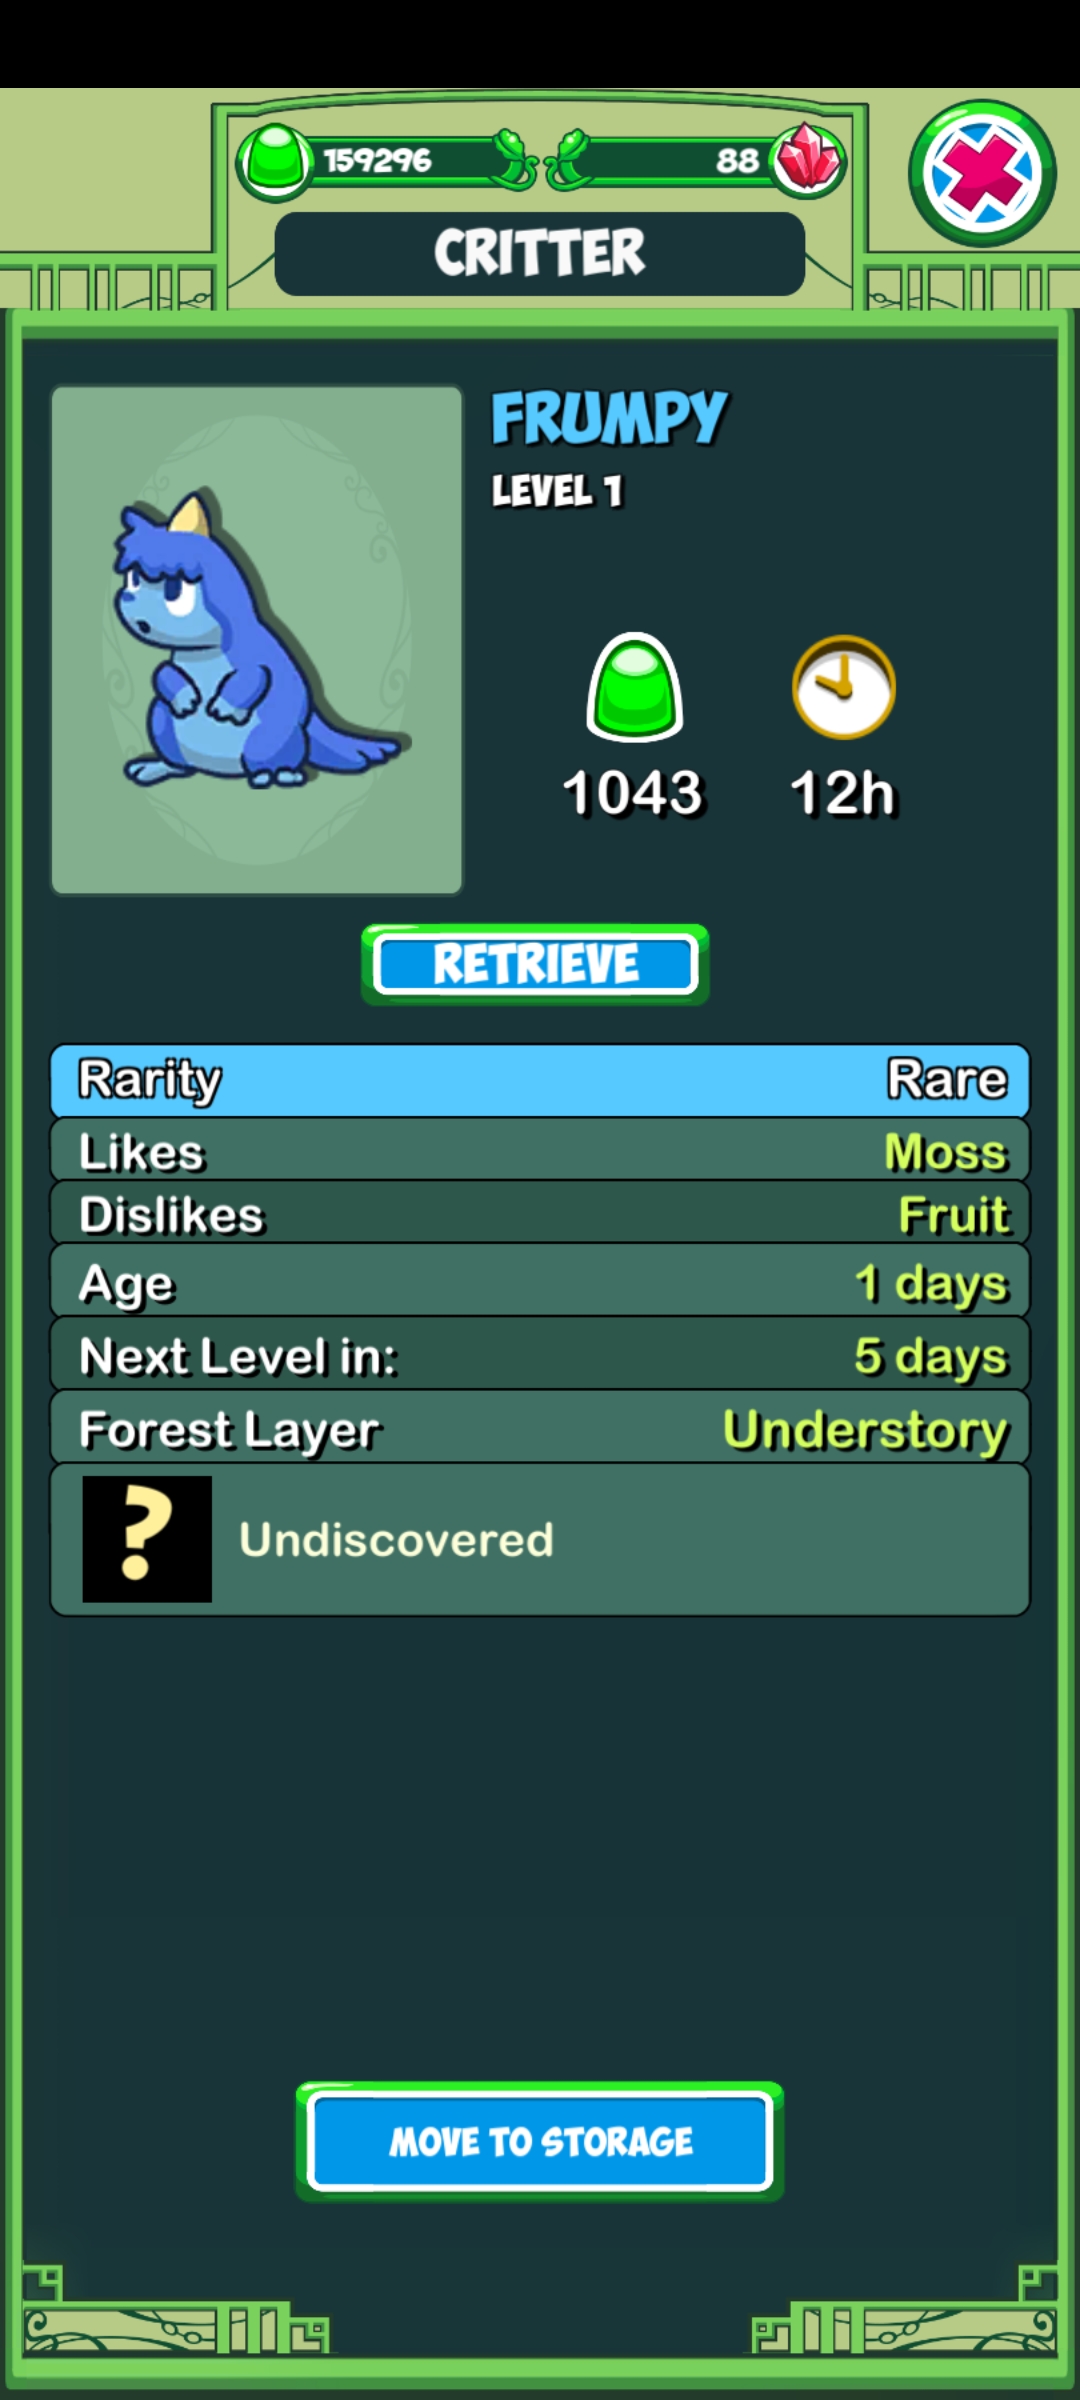 159296
88
CRITTER
FRUMPY
LEVEL 1
1043
12h
RETRIEVE
Rarity Rare
Likes Moss
Dislikes Fruit
Age 1 days
Next Level in: 5 days
Forest Layer Understory
? Undiscovered
MOVE TO STORAGE